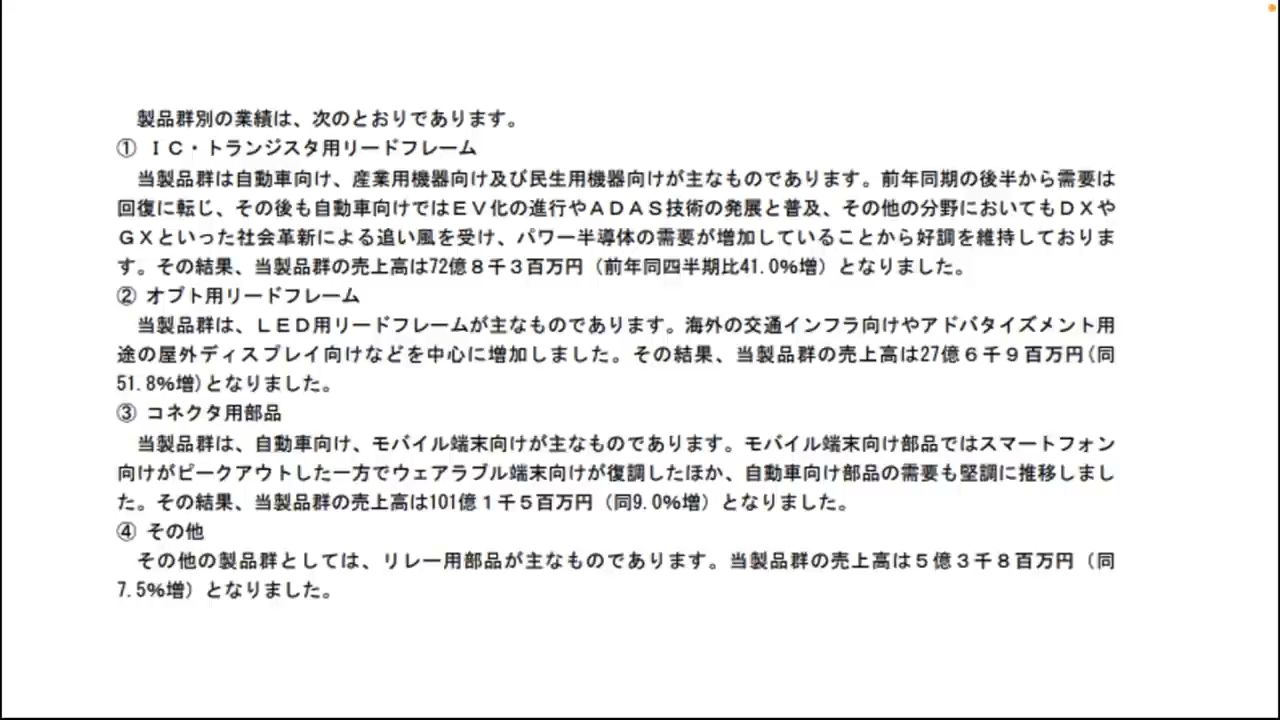 製品群別の業績は、次のとおりであります。
① ＩＣ・トランジスタ用リードフレーム
当製品群は自動車向け、産業用機器向け及び民生用機器向けが主なものであります。前年同期の後半から需要は
回復に転じ、その後も自動車向けではＥＶ化の進行やＡＤＡＳ技術の発展と普及、その他の分野においてもＤＸや
ＧＸといった社会革新による追い風を受け、パワー半導体の需要が増加していることから好調を維持しておりま
す。その結果、当製品群の売上高は72億８千３百万円（前年同四半期比41.0%増）となりました。
② オプト用リードフレーム
当製品群は、ＬＥＤ用リードフレームが主なものであります。海外の交通インフラ向けやアドバタイズメント用
途の屋外ディスプレイ向けなどを中心に増加しました。その結果、当製品群の売上高は27億６千９百万円(同
51.8%増)となりました。
③ コネクタ用部品
当製品群は、自動車向け、モバイル端末向けが主なものであります。モバイル端末向け部品ではスマートフォン
向けがピークアウトした一方でウェアラブル端末向けが復調したほか、自動車向け部品の需要も堅調に推移しまし
た。その結果、当製品群の売上高は101億１千５百万円（同9.0%増）となりました。
④ その他
その他の製品群としては、リレー用部品が主なものであります。当製品群の売上高は５億３千８百万円（同
7.5%増）となりました。